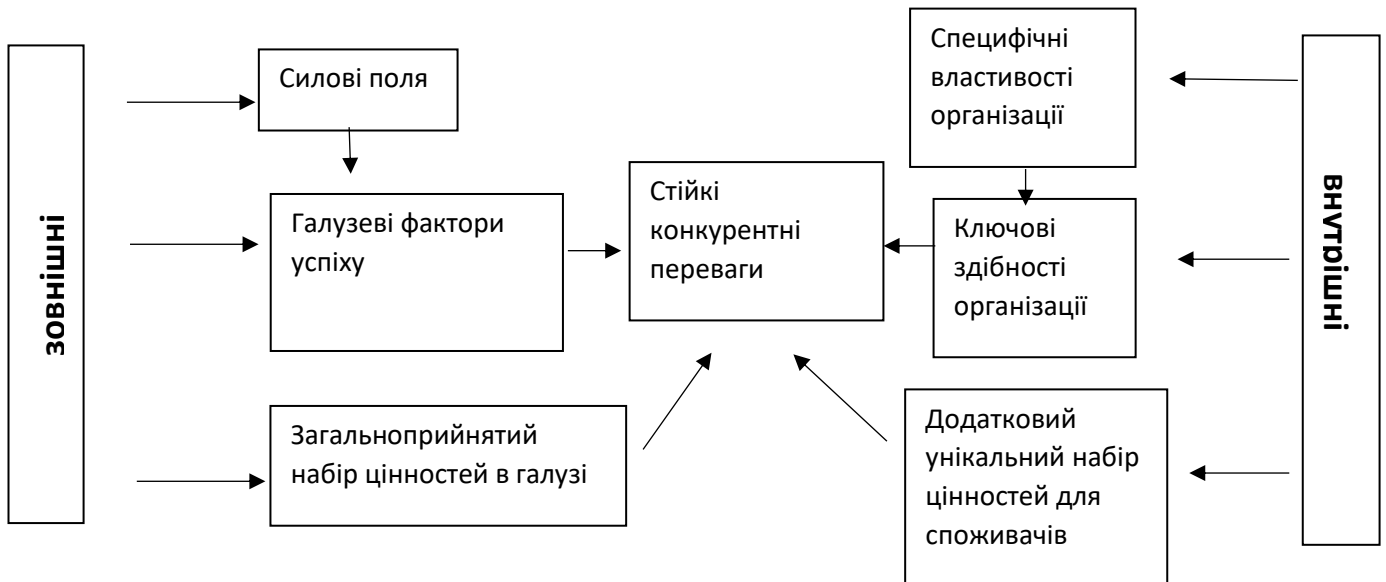 зовнішні
Силові поля
Галузеві фактори
успіху
Загальноприйнятий
набір цінностей в галузі
Стійкі
конкурентні
переваги
Специфічні
властивості
організації
Ключові
здібності
організації
Додатковий
унікальний набір
цінностей для
споживачів
внутрішні